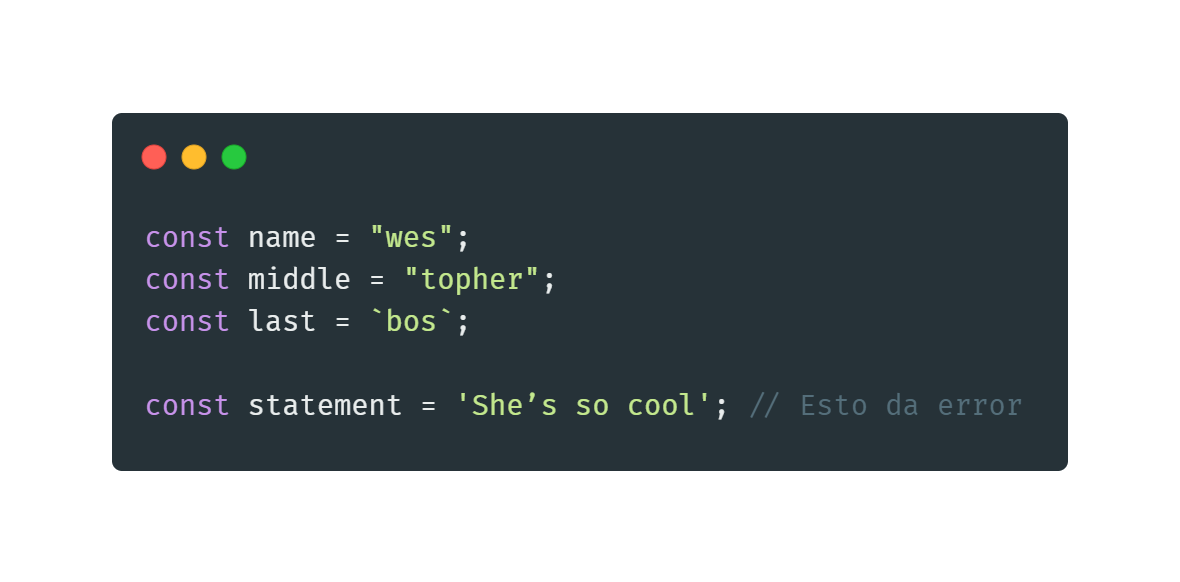 const name = "wes";
const middle = "topher";
const last = `bos`;
const statement = 'She’s so cool'; // Esto da error